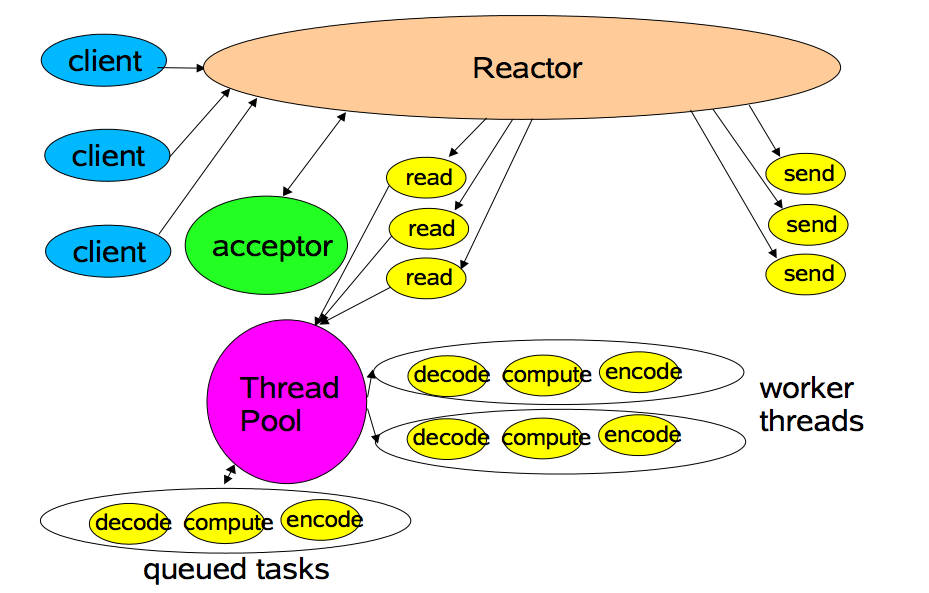 client
Reactor
client
client
acceptor
read
read
read
send
send
send
Thread
Pool
decode compute encode
decode compute encode
worker
threads
decode compute encode
queued tasks